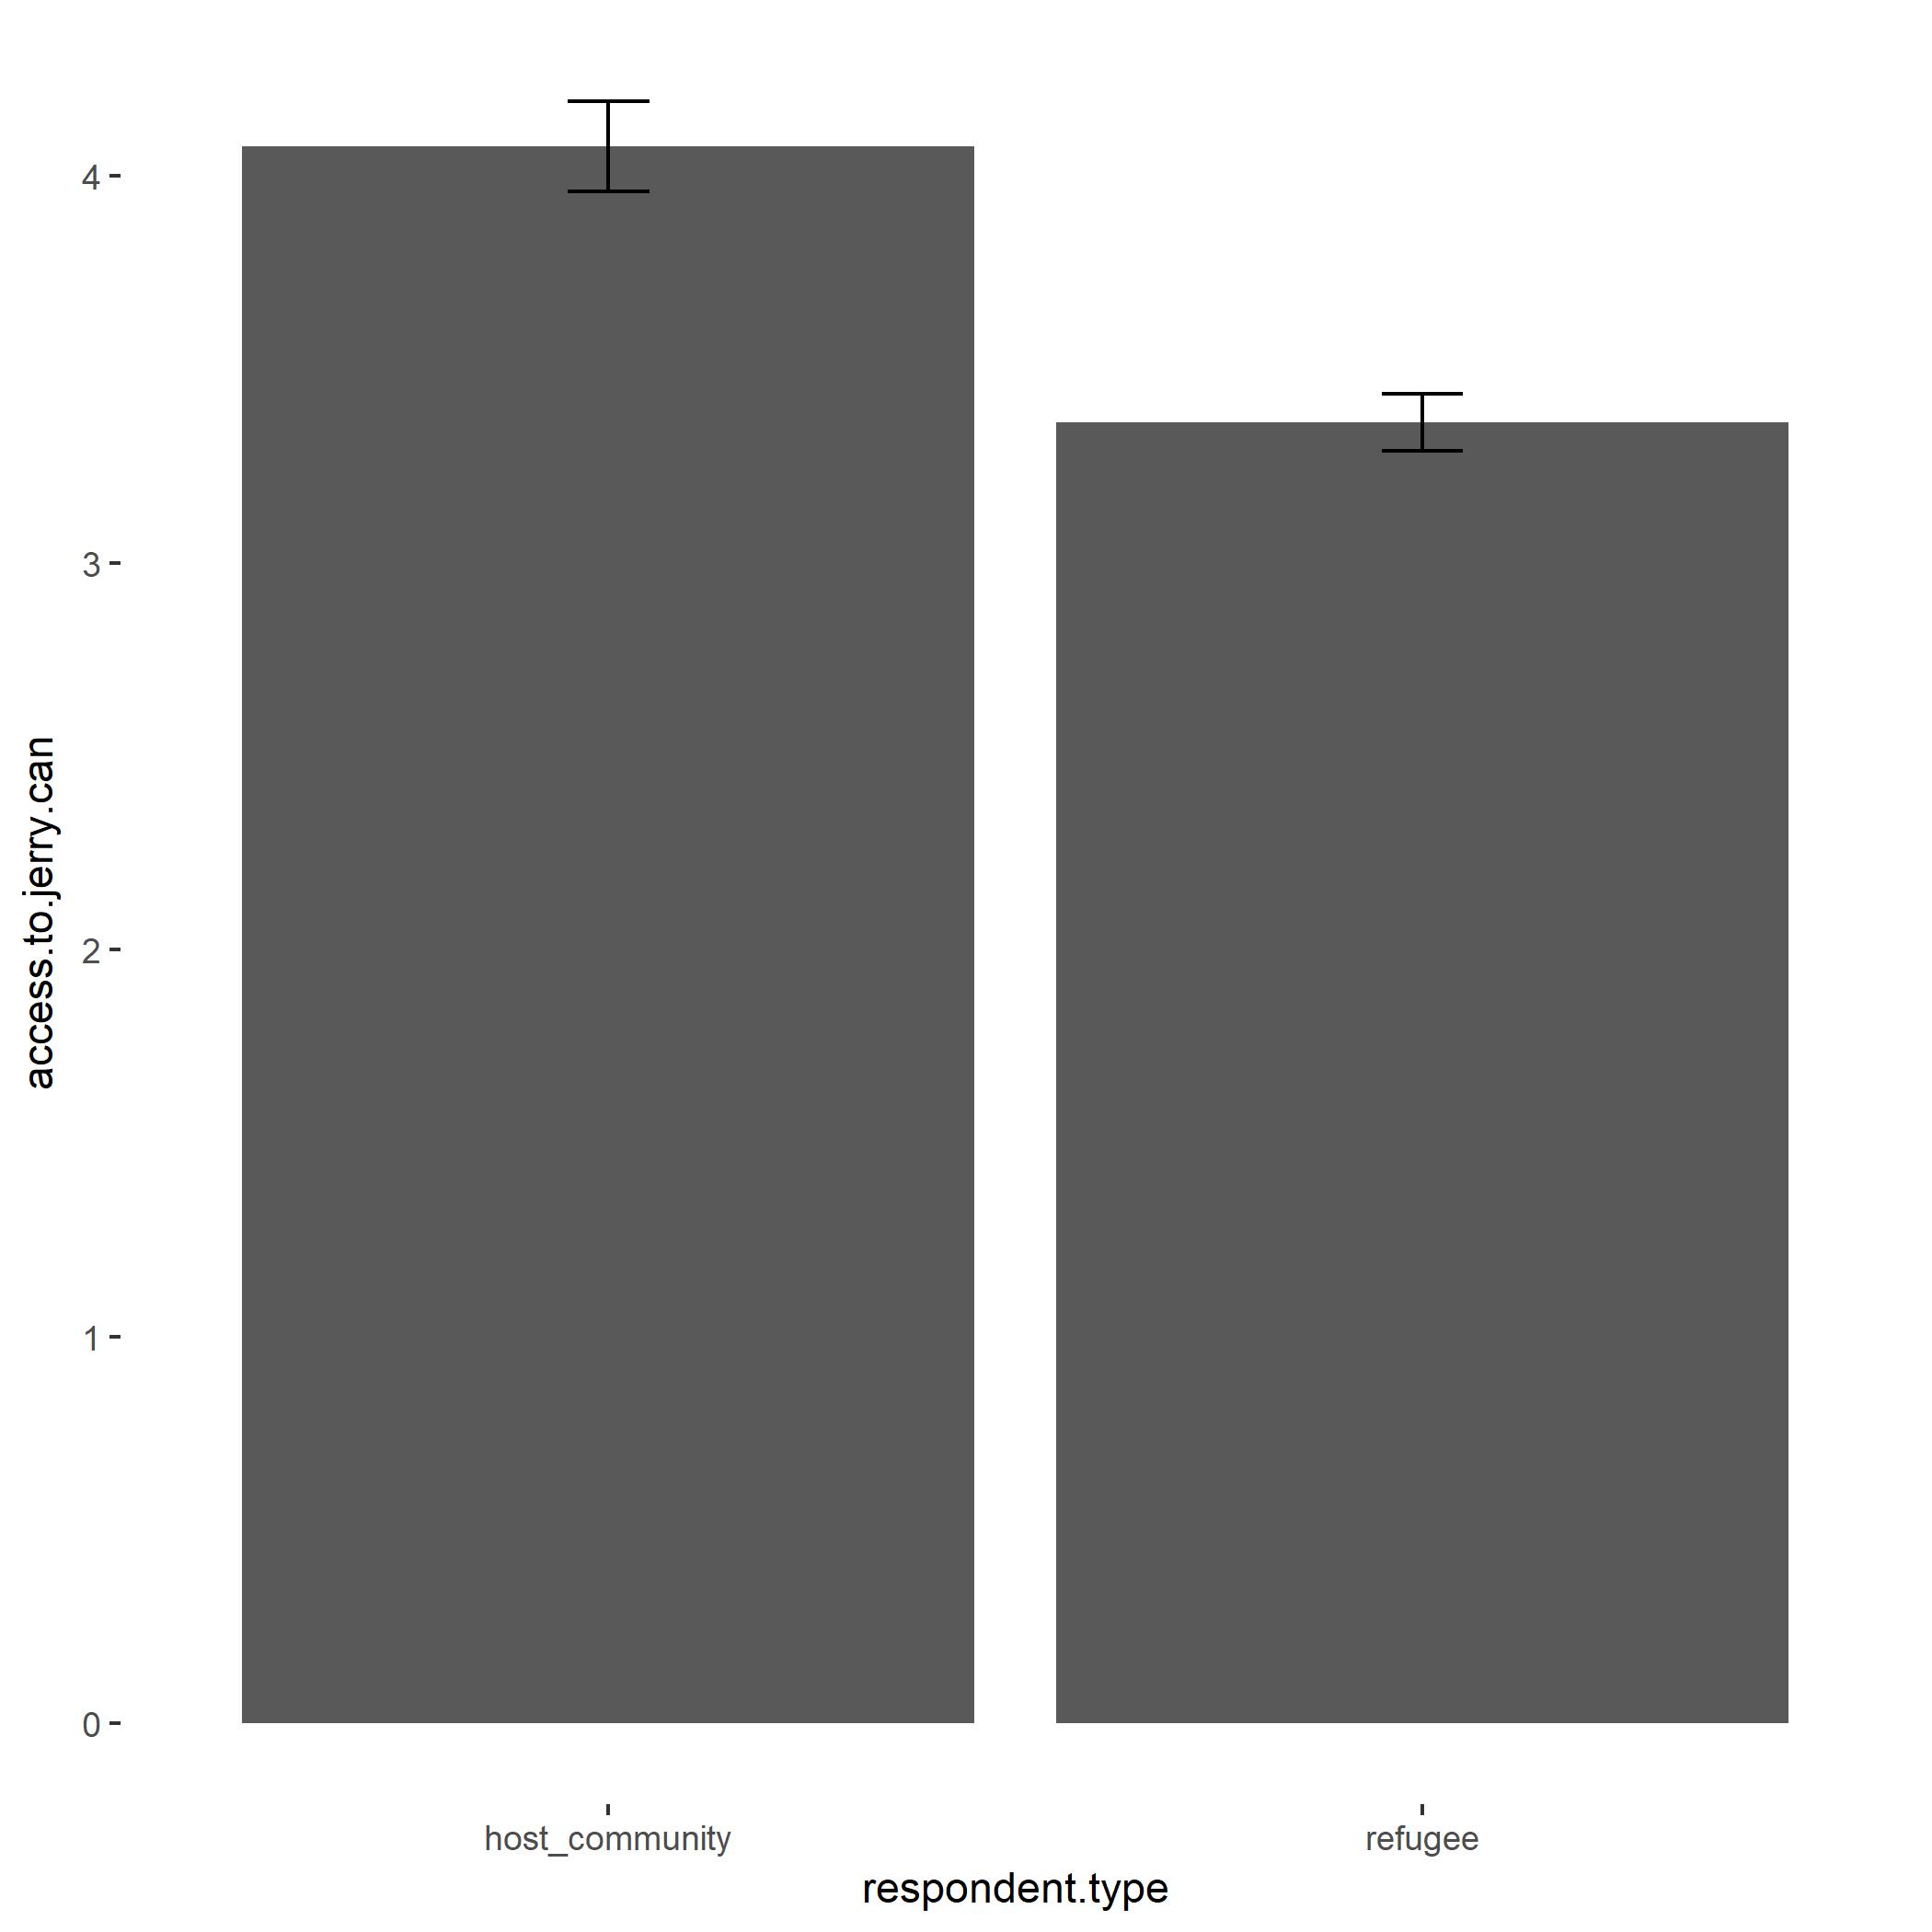 access.to.jerry.can
4
3
2
1
0
host_community
refugee
respondent.type